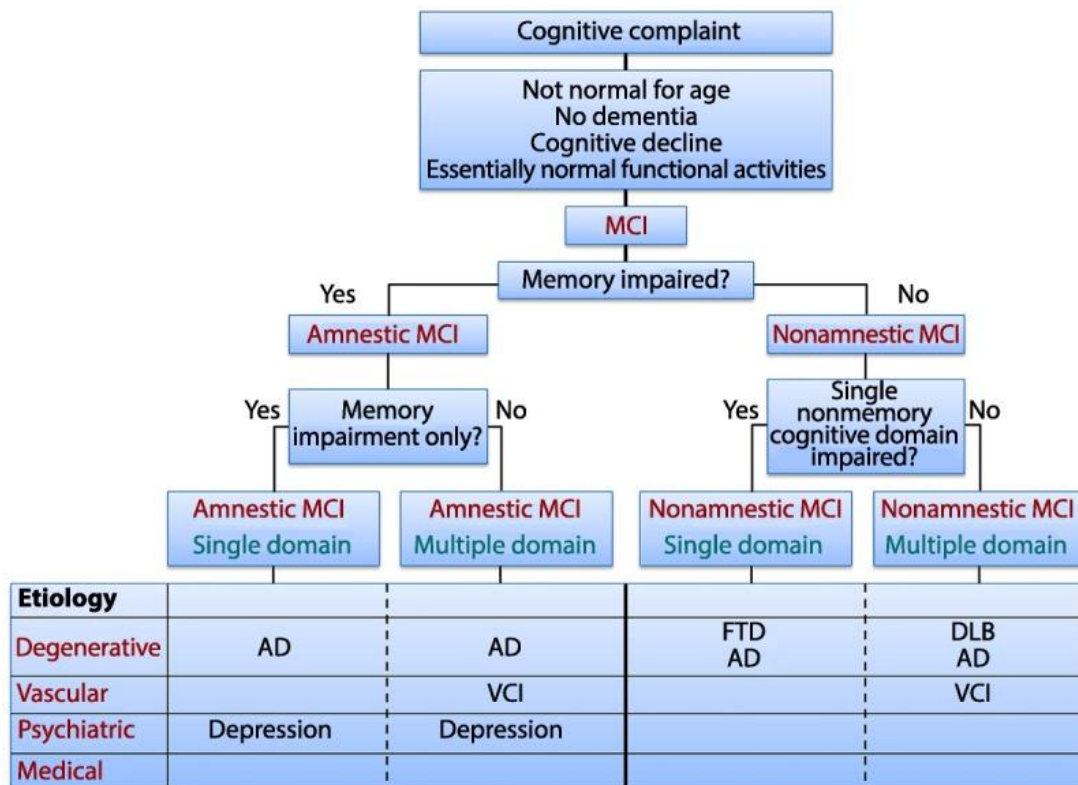 Cognitive complaint
Not normal for age
No dementia
Cognitive decline
Essentially normal functional activities
MCI
Memory impaired?
Yes
No
Amnestic MCI
Nonamnestic MCI
Yes
Memory
impairment only?
No
Yes
Single
nonmemory
cognitive domain
impaired?
No
Amnestic MCI
Single domain
Amnestic MCI
Multiple domain
Nonamnestic MCI
Single domain
Nonamnestic MCI
Multiple domain
Etiology
Degenerative
AD
AD
FTD
AD
DLB
AD
Vascular
VCI
VCI
Psychiatric
Depression
Depression
Medical